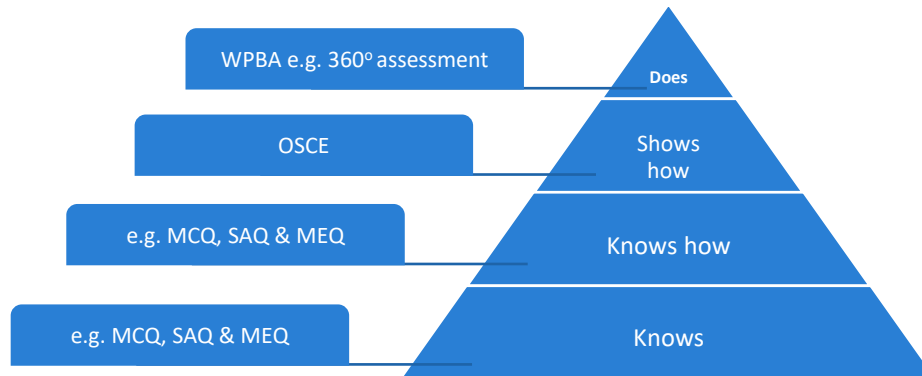 WPBA e.g. 360º assessment
Does
OSCE
Shows
how
e.g. MCQ, SAQ & MEQ
Knows how
e.g. MCQ, SAQ & MEQ
Knows